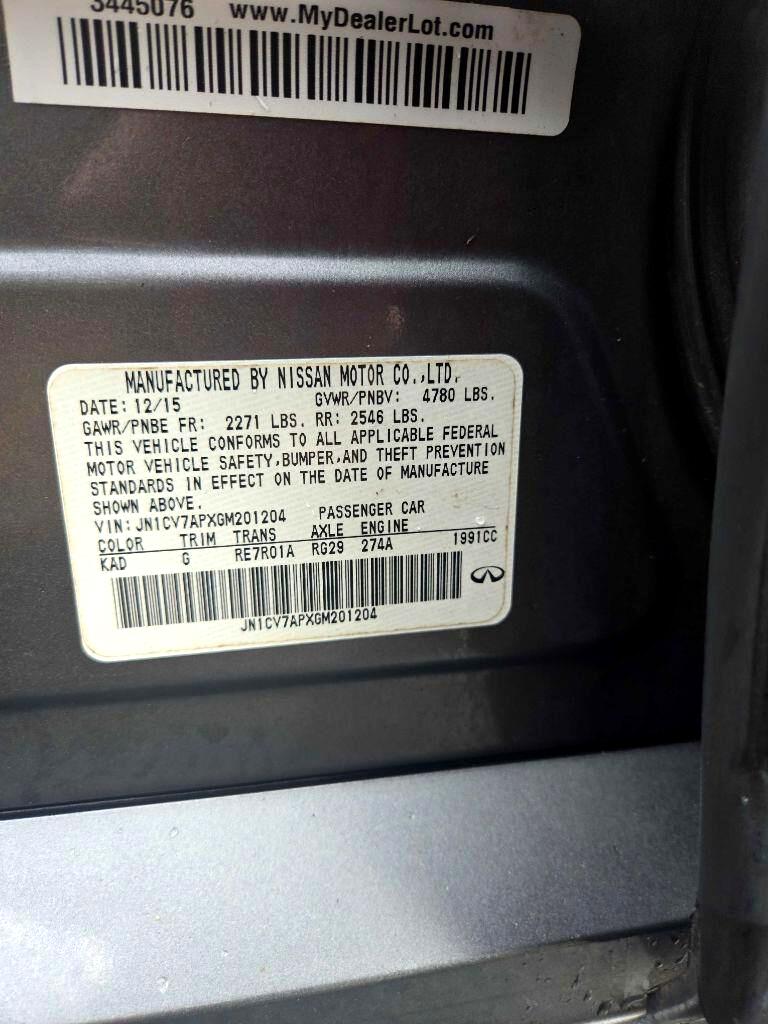 3445076 www.MyDealerLot.com
MANUFACTURED BY NISSAN MOTOR CO.,LTD.
DATE: 12/15 GVWR/PNBV: 4780 LBS.
GAWR/PNBE FR: 2271 LBS. RR: 2546 LBS.
THIS VEHICLE CONFORMS TO ALL APPLICABLE FEDERAL
MOTOR VEHICLE SAFETY,BUMPER,AND THEFT PREVENTION
STANDARDS IN EFFECT ON THE DATE OF MANUFACTURE
SHOWN ABOVE.
VIN:JN1CV7APXGM201204 PASSENGER CAR
COLOR TRIM TRANS AXLE ENGINE
KAD G RE7R01A RG29 274A 1991CC
JN1CV7APXGM201204